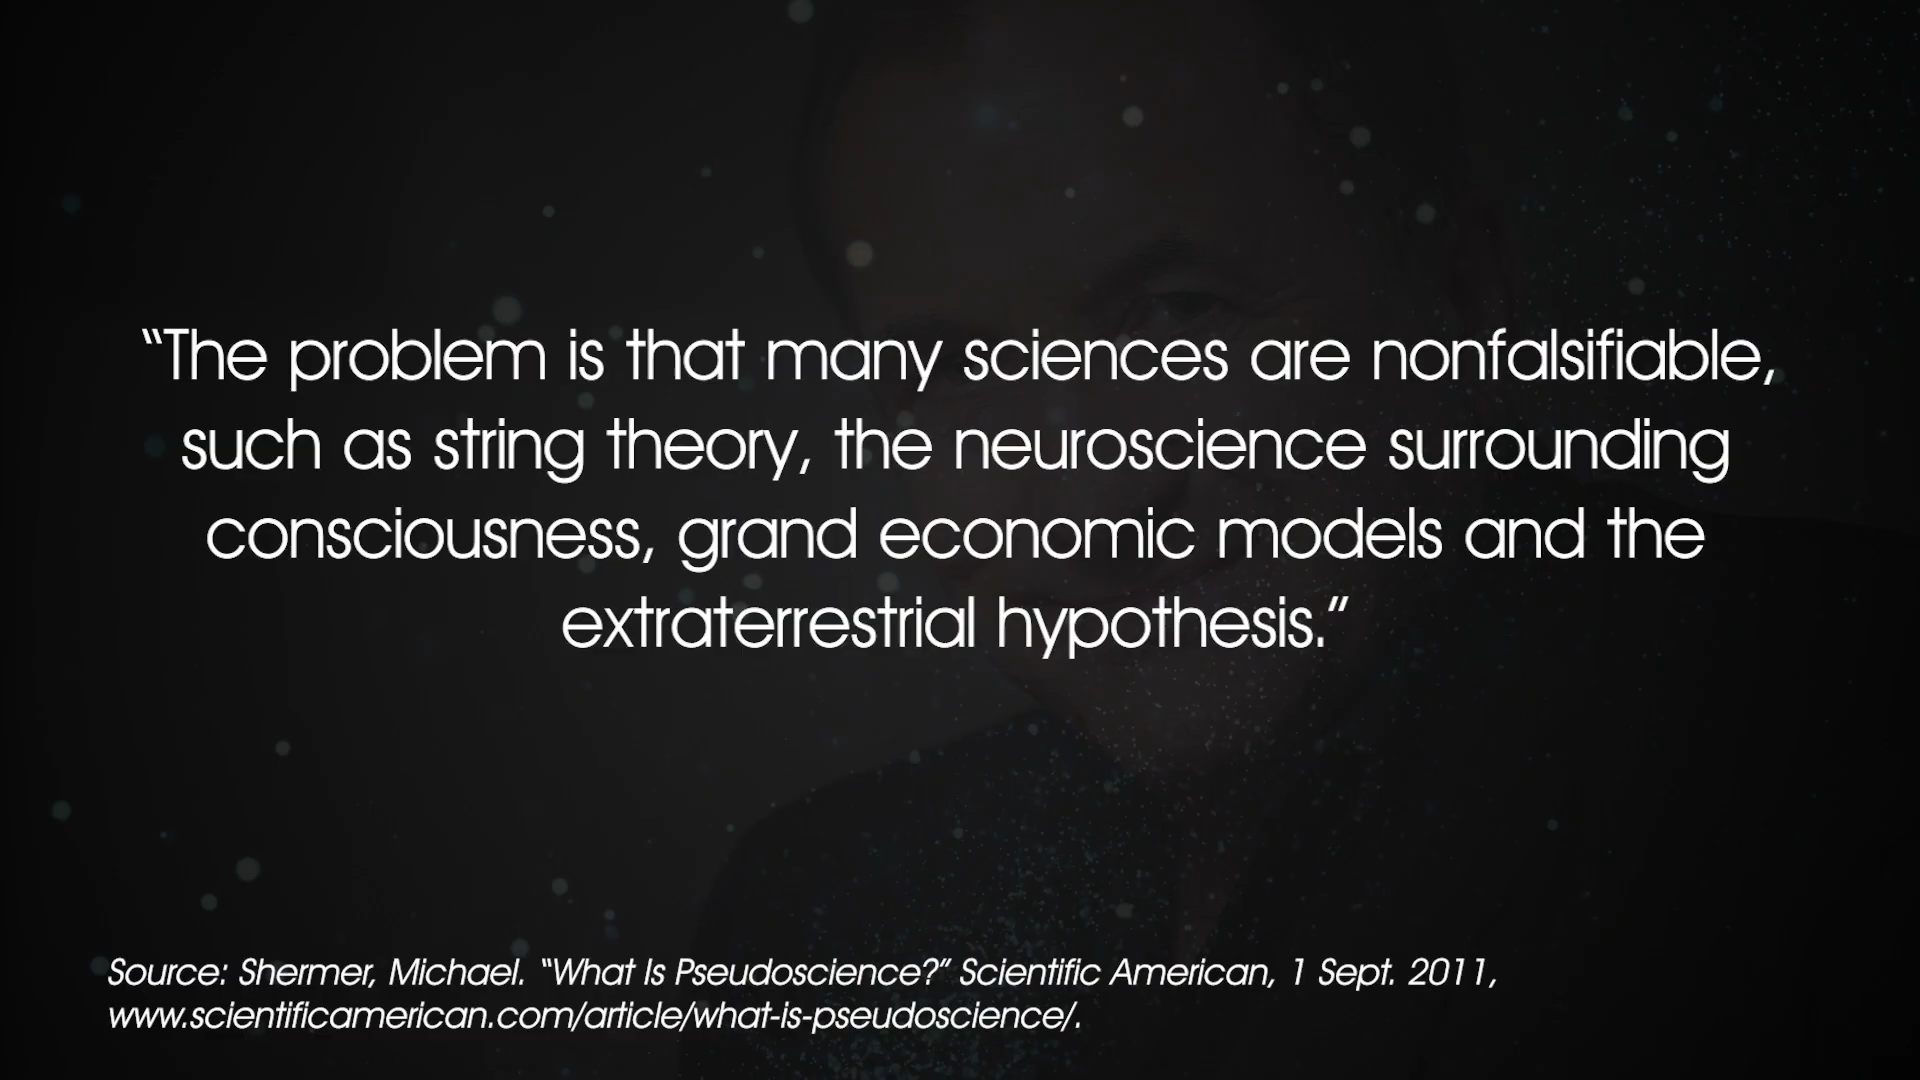 “The problem is that many sciences are nonfalsifiable,
such as string theory, the neuroscience surrounding
consciousness, grand economic models and the
extraterrestrial hypothesis.”
Source: Shermer, Michael. “What Is Pseudoscience?” Scientific American, 1 Sept. 2011,
www.scientificamerican.com/article/what-is-pseudoscience/.